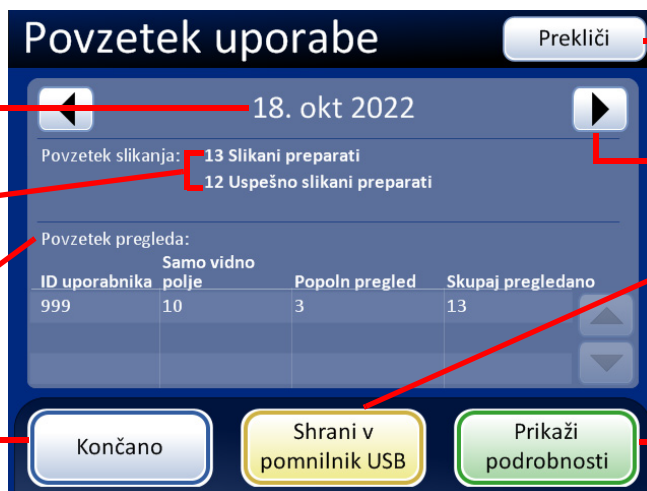 Povzetek uporabe
Prekliči
18. okt 2022
Povzetek slikanja: 13 Slikani preparati
12 Uspešno slikani preparati
Povzetek pregleda:
ID uporabnika Samo vidno polje Popoln pregled Skupaj pregledano
999 10 3 13
Končano
Shrani v
pomnilnik USB
Prikaži
podrobnosti